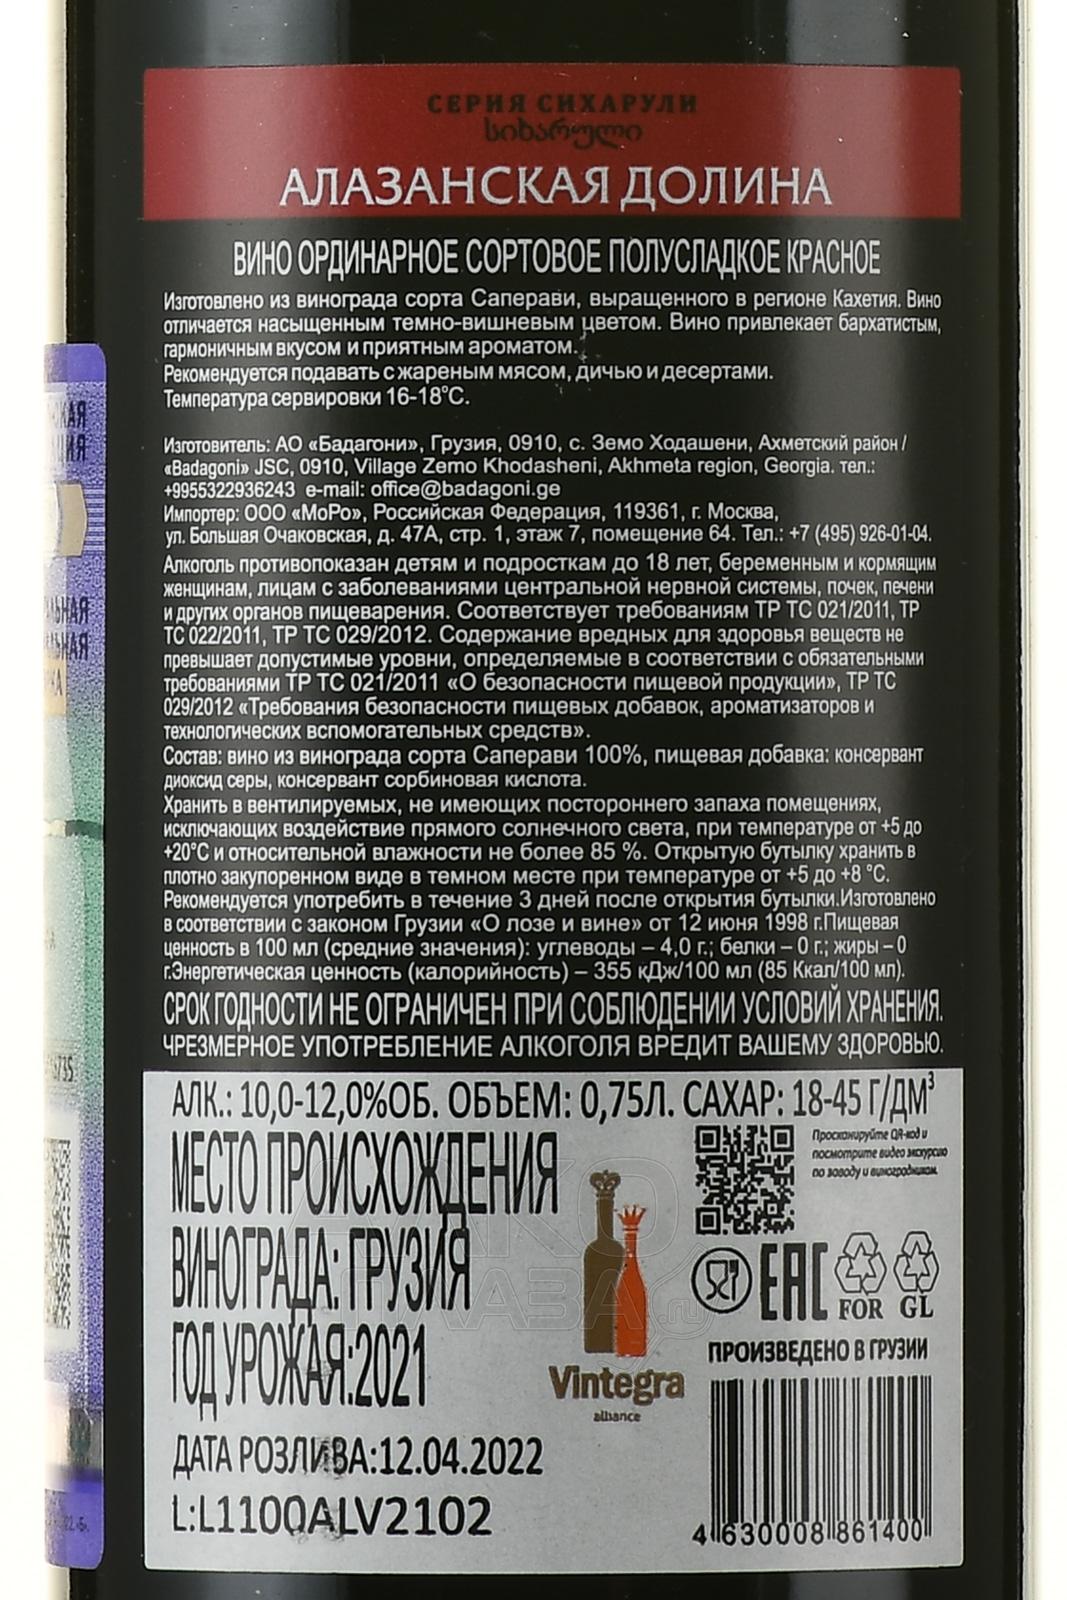 СЕРИЯ СИХАРУЛИ
სიხარული
АЛАЗАНСКАЯ ДОЛИНА
ВИНО ОРДИНАРНОЕ СОРТОВОЕ ПОЛУСЛАДКОЕ КРАСНОЕ
Изготовлено из винограда сорта Саперави, выращенного в регионе Кахетия. Вино
отличается насыщенным темно-вишневым цветом. Вино привлекает бархатистым,
гармоничным вкусом и приятным ароматом.
Рекомендуется подавать с жареным мясом, дичью и десертами.
Температура сервировки 16-18°С.
Изготовитель: АО «Бадагони», Грузия, 0910, с. Земо Ходашени, Ахметский район /
«Badagoni» JSC, 0910, Village Zemo Khodasheni, Akhmeta region, Georgia. тел.:
+9955322936243 e-mail: office@badagoni.ge
Импортер: ООО «МоРо», Российская Федерация, 119361, г. Москва,
ул. Большая Очаковская, д. 47А, стр. 1, этаж 7, помещение 64. Тел.: +7 (495) 926-01-04.
Алкоголь противопоказан детям и подросткам до 18 лет, беременным и кормящим
женщинам, лицам с заболеваниями центральной нервной системы, почек, печени
и других органов пищеварения. Соответствует требованиям ТР ТС 021/2011, ТР
ТС 022/2011, ТР ТС 029/2012. Содержание вредных для здоровья веществ не
превышает допустимые уровни, определяемые в соответствии с обязательными
требованиями ТР ТС 021/2011 «О безопасности пищевой продукции», ТР ТС
029/2012 «Требования безопасности пищевых добавок, ароматизаторов и
технологических вспомогательных средств».
Состав: вино из винограда сорта Саперави 100%, пищевая добавка: консервант
диоксид серы, консервант сорбиновая кислота.
Хранить в вентилируемых, не имеющих постороннего запаха помещениях,
исключающих воздействие прямого солнечного света, при температуре от +5 до
+20°С и относительной влажности не более 85 %. Открытую бутылку хранить в
плотно закупоренном виде в темном месте при температуре от +5 до +8 °С.
Рекомендуется употребить в течение 3 дней после открытия бутылки.Изготовлено
в соответствии с законом Грузии «О лозе и вине» от 12 июня 1998 г.Пищевая
ценность в 100 мл (средние значения): углеводы – 4,0 г.; белки – 0 г.; жиры – 0
г.Энергетическая ценность (калорийность) – 355 кДж/100 мл (85 Ккал/100 мл).
СРОК ГОДНОСТИ НЕ ОГРАНИЧЕН ПРИ СОБЛЮДЕНИИ УСЛОВИЙ ХРАНЕНИЯ.
ЧРЕЗМЕРНОЕ УПОТРЕБЛЕНИЕ АЛКОГОЛЯ ВРЕДИТ ВАШЕМУ ЗДОРОВЬЮ.
АЛК.: 10,0-12,0%ОБ. ОБЪЕМ: 0,75Л. САХАР: 18-45 Г/ДМ³
МЕСТО ПРОИСХОЖДЕНИЯ
ВИНОГРАДА: ГРУЗИЯ
ГОД УРОЖАЯ:2021
ДАТА РОЗЛИВА:12.04.2022
L:L1100ALV2102
Просканируйте QR-код и
посмотрите видео экскурсию
по заводу и виноградникам.
EAC
FOR GL
Vintegra
alliance
ПРОИЗВЕДЕНО В ГРУЗИИ
4 630008 861400
АЛКО
ПЛАЗА.ru